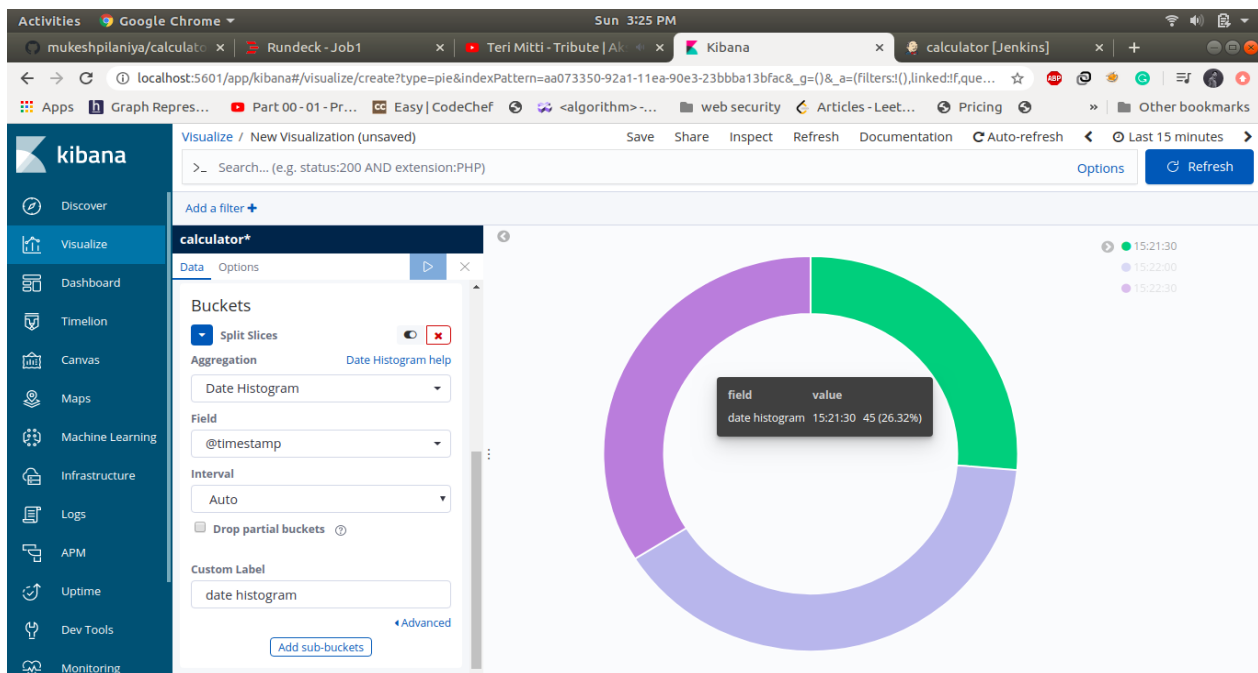 Activities Google Chrome ▾ Sun 3:25 PM
mukeshpilaniya/calculato × Rundeck - Job1 × Teri Mitti - Tribute | Ak × Kibana × calculator [Jenkins] × +
localhost:5601/app/kibana#/visualize/create?type=pie&indexPattern=aa073350-92a1-11ea-90e3-23bbba13bfac&_g=()&_a=(filters:!(),linked:!f,que...
Apps Graph Repres... Part 00 - 01 - Pr... Easy | CodeChef <algorithm> -... web security Articles - Leet... Pricing » Other bookmarks
kibana
Discover
Visualize
Dashboard
Timelion
Canvas
Maps
Machine Learning
Infrastructure
Logs
APM
Uptime
Dev Tools
Monitoring
Visualize / New Visualization (unsaved) Save Share Inspect Refresh Documentation Auto-refresh Last 15 minutes
>_ Search... (e.g. status:200 AND extension:PHP) Options Refresh
Add a filter +
calculator*
Data Options
Buckets
Split Slices
Aggregation Date Histogram help
Date Histogram
Field
@timestamp
Interval
Auto
Drop partial buckets ?
Custom Label
date histogram
Advanced
Add sub-buckets
field value
date histogram 15:21:30 45 (26.32%)
15:21:30
15:22:00
15:22:30